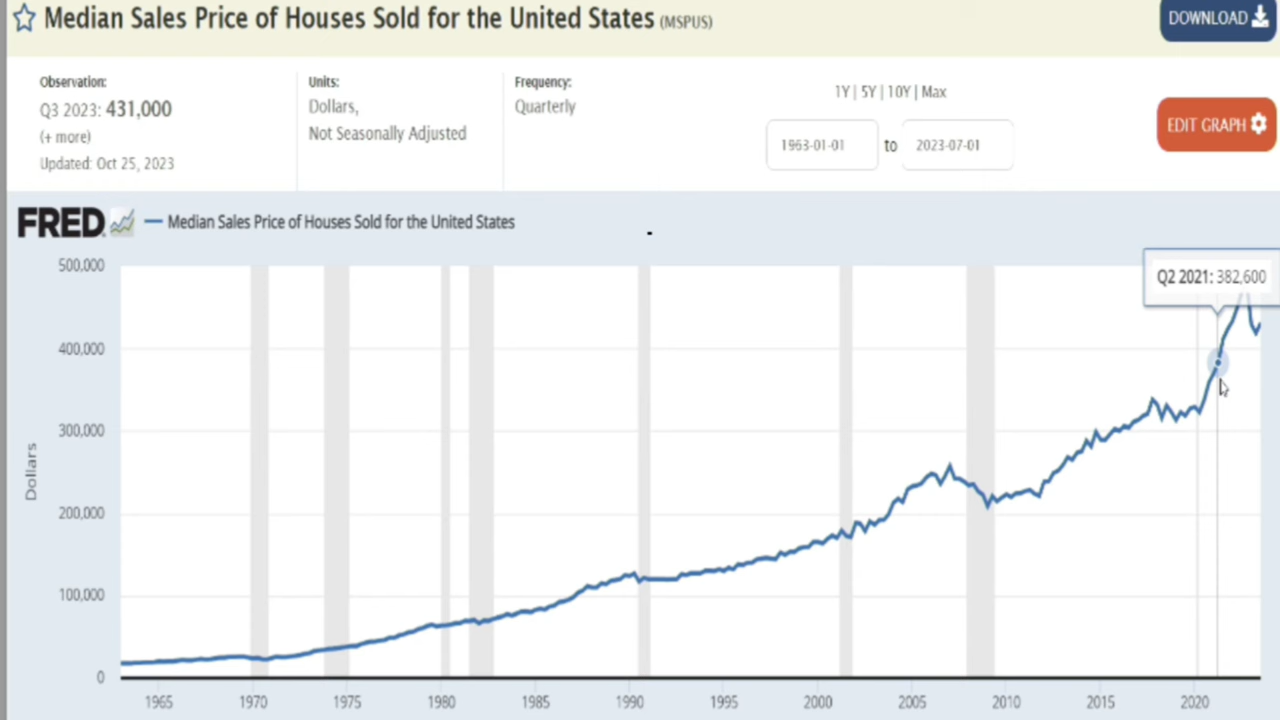 Median Sales Price of Houses Sold for the United States (MSPUS)
DOWNLOAD
Observation:
Q3 2023: 431,000
(+ more)
Updated: Oct 25, 2023
Units:
Dollars,
Not Seasonally Adjusted
Frequency:
Quarterly
1Y | 5Y | 10Y | Max
1963-01-01 to 2023-07-01
EDIT GRAPH
FRED
Median Sales Price of Houses Sold for the United States
Q2 2021: 382,600
500,000
400,000
300,000
200,000
100,000
0
Dollars
1965 1970 1975 1980 1985 1990 1995 2000 2005 2010 2015 2020